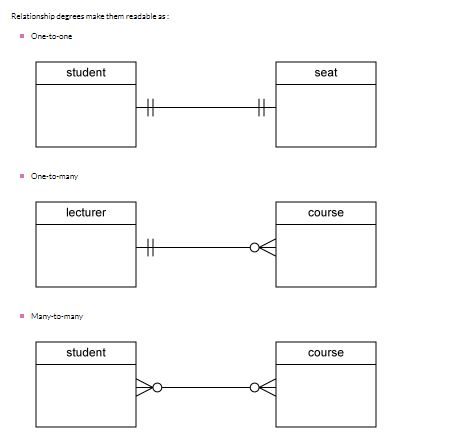 Relationship degrees make them readable as :
One-to-one
student
seat
One-to-many
lecturer
course
Many-to-many
student
course